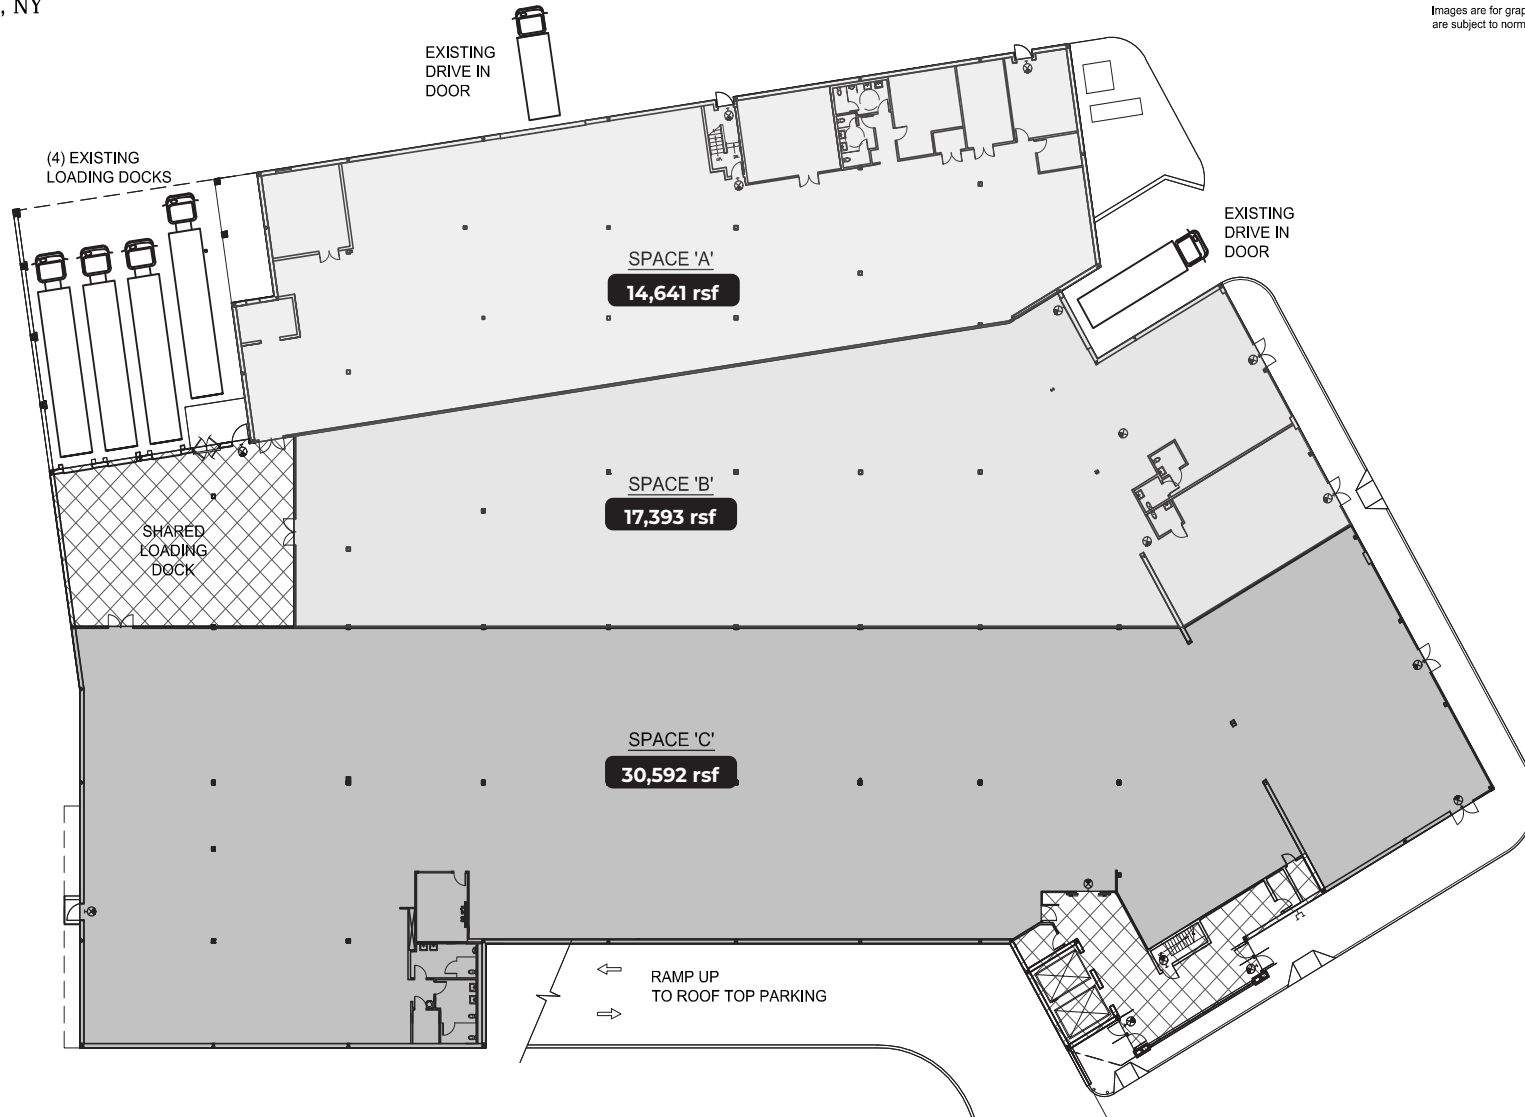 , NY
Images are for grap
are subject to norm
EXISTING
DRIVE IN
DOOR
(4) EXISTING
LOADING DOCKS
EXISTING
DRIVE IN
DOOR
SPACE 'A'
14,641 rsf
SPACE 'B'
17,393 rsf
SHARED
LOADING
DOCK
SPACE 'C'
30,592 rsf
RAMP UP
TO ROOF TOP PARKING